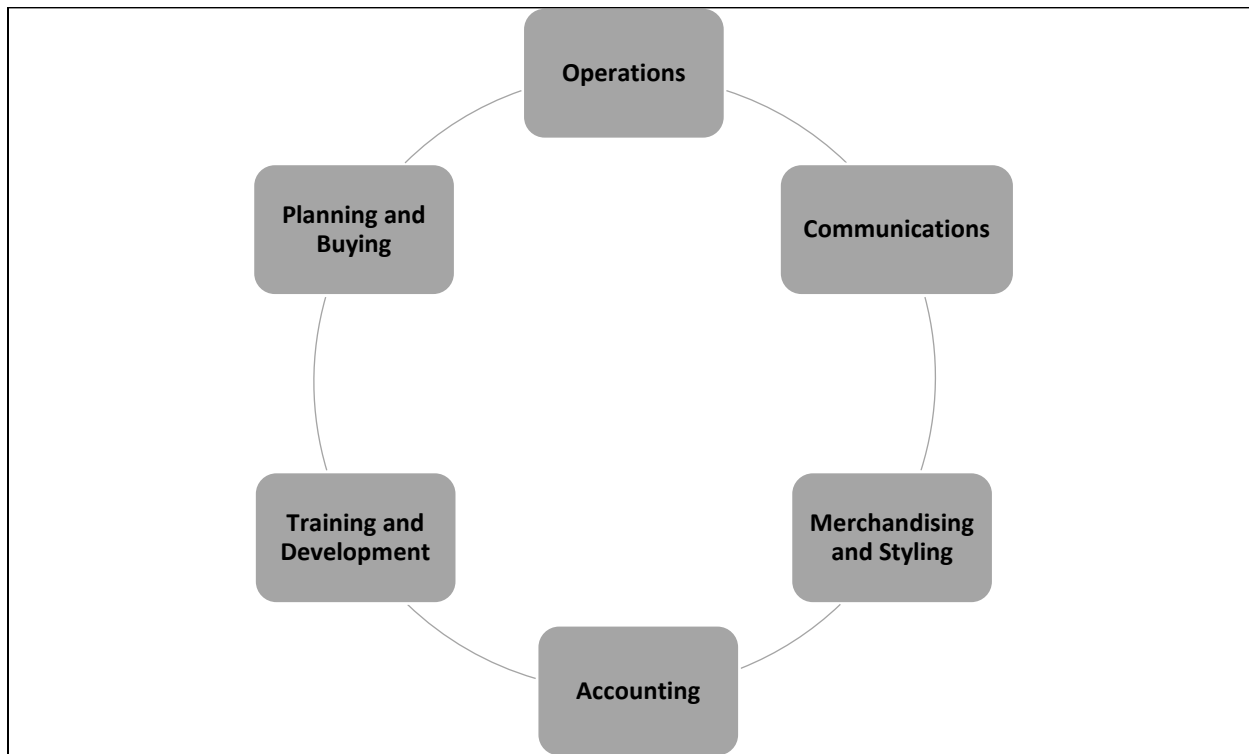 Operations
Communications
Merchandising
and Styling
Accounting
Training and
Development
Planning and
Buying